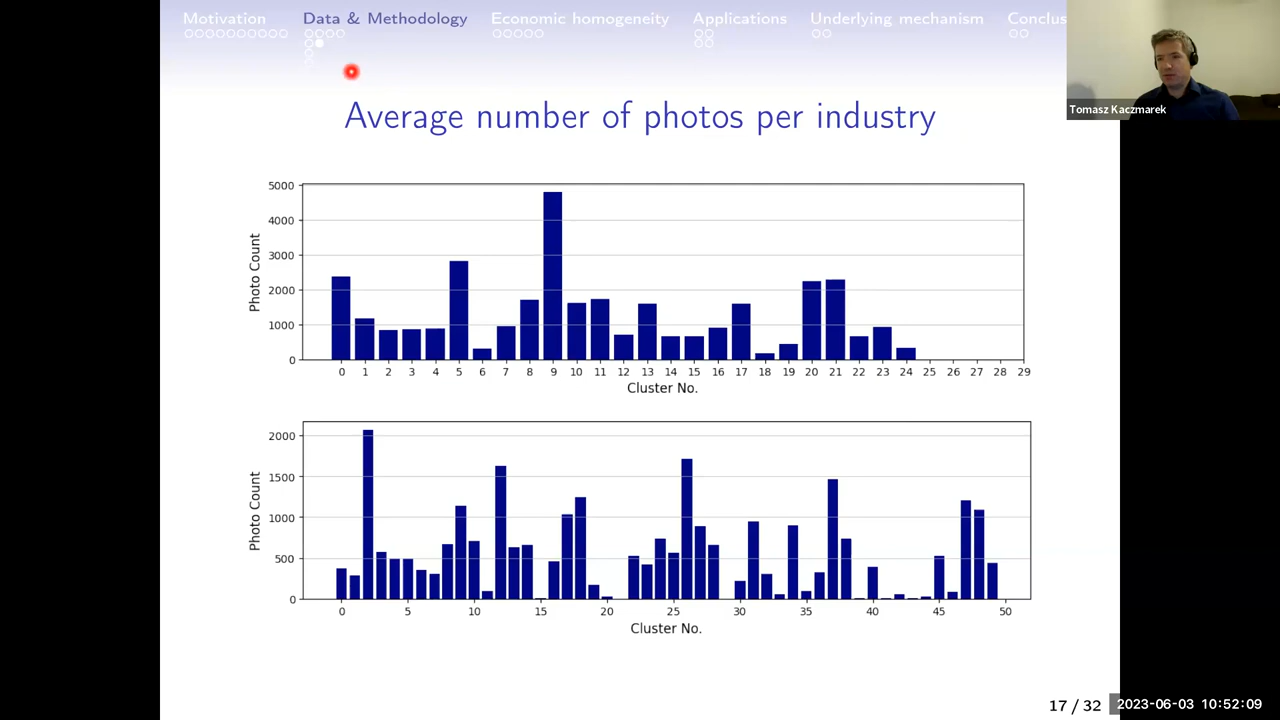 Motivation Data & Methodology Economic homogeneity Applications Underlying mechanism Conclus
Tomasz Kaczmarek
Average number of photos per industry
5000
4000
3000
2000
1000
0
Photo Count
0 1 2 3 4 5 6 7 8 9 10 11 12 13 14 15 16 17 18 19 20 21 22 23 24 25 26 27 28 29
Cluster No.
2000
1500
1000
500
0
Photo Count
0 5 10 15 20 25 30 35 40 45 50
Cluster No.
17 / 32
2023-06-03 10:52:09